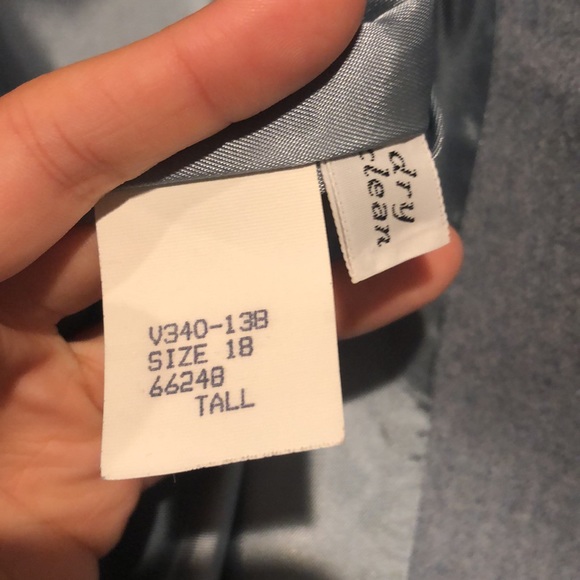 V340-13B
SIZE 18
66248
TALL
dry
clean